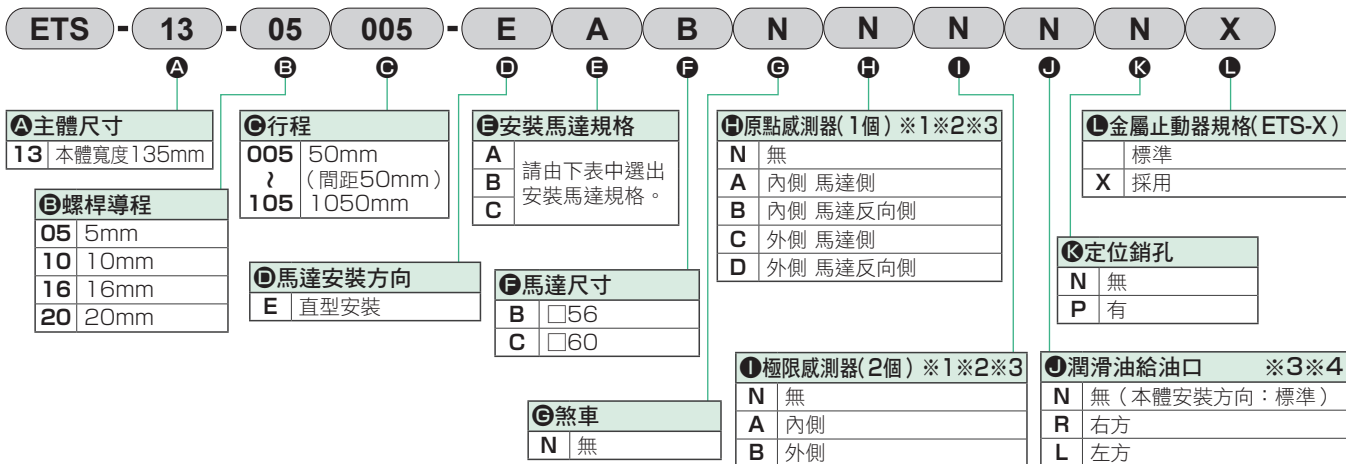 ETS - 13 - 05 005 - E A B N N N N N X
A B C D E F G H I J K L
A主體尺寸
13 本體寬度135mm
B螺桿導程
05 5mm
10 10mm
16 16mm
20 20mm
C行程
005 50mm
≀ (間距50mm)
105 1050mm
D馬達安裝方向
E 直型安裝
E安裝馬達規格
A
B
C
請由下表中選出
安裝馬達規格。
F馬達尺寸
B □56
C □60
G煞車
N 無
H原點感測器(1個) ※1※2※3
N 無
A 內側 馬達側
B 內側 馬達反向側
C 外側 馬達側
D 外側 馬達反向側
I極限感測器(2個) ※1※2※3
N 無
A 內側
B 外側
J潤滑油給油口 ※3※4
N 無(本體安裝方向:標準)
R 右方
L 左方
K定位銷孔
N 無
P 有
L金屬止動器規格(ETS-X)
標準
X 採用